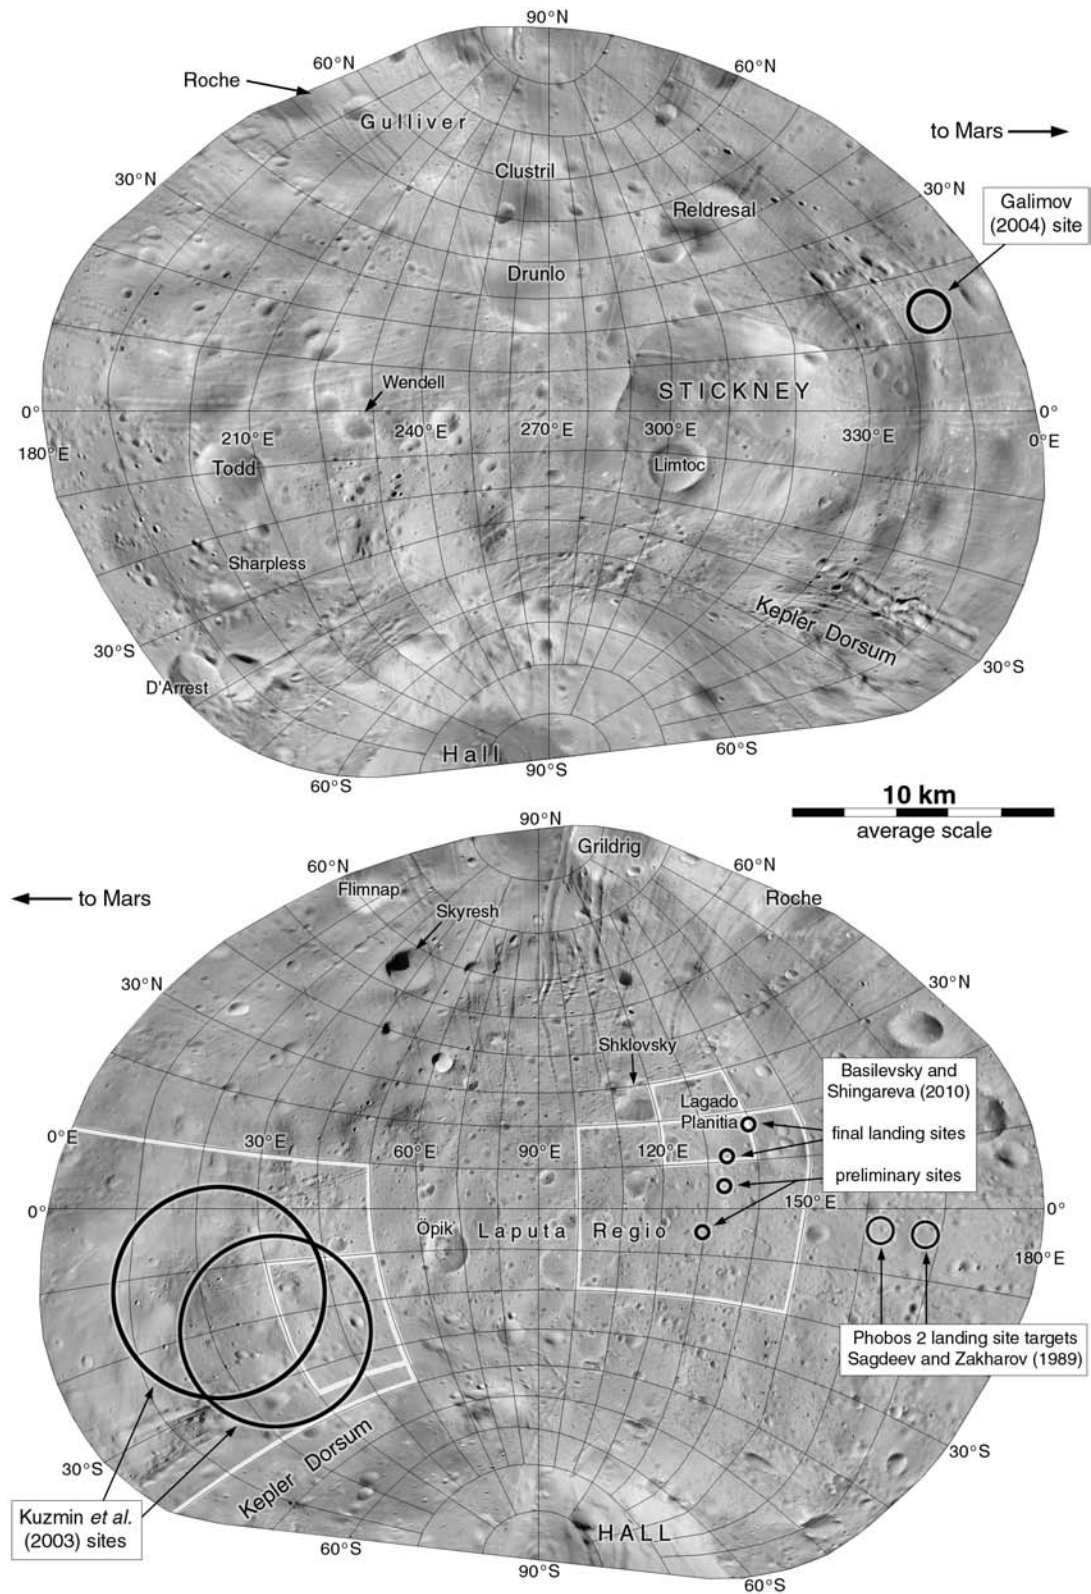 90°N
60°N
60°N
Roche
Gulliver
to Mars
Clustril
30°N
30°N
Reldresal
Galimov
(2004) site
Drunlo
Wendell
STICKNEY
0°
0°
210°E
240°E
270°E
300°E
330°E
0°E
180°E
Todd
Limtoc
Sharpless
Kepler Dorsum
30°S
30°S
D'Arrest
Hall
60°S
60°S
90°S
10 km
average scale
90°N
Grildrig
60°N
60°N
Flimnap
to Mars
Roche
Skyresh
30°N
30°N
Shklovsky
Basilevsky and
Shingareva (2010)
Lagado
Planitia
final landing sites
0°E
30°E
60°E
90°E
120°E
preliminary sites
150°E
0°
0°
Öpik
Laputa Regio
180°E
Phobos 2 landing site targets
Sagdeev and Zakharov (1989)
Kepler Dorsum
30°S
30°S
Kuzmin et al.
(2003) sites
HALL
60°S
90°S
60°S